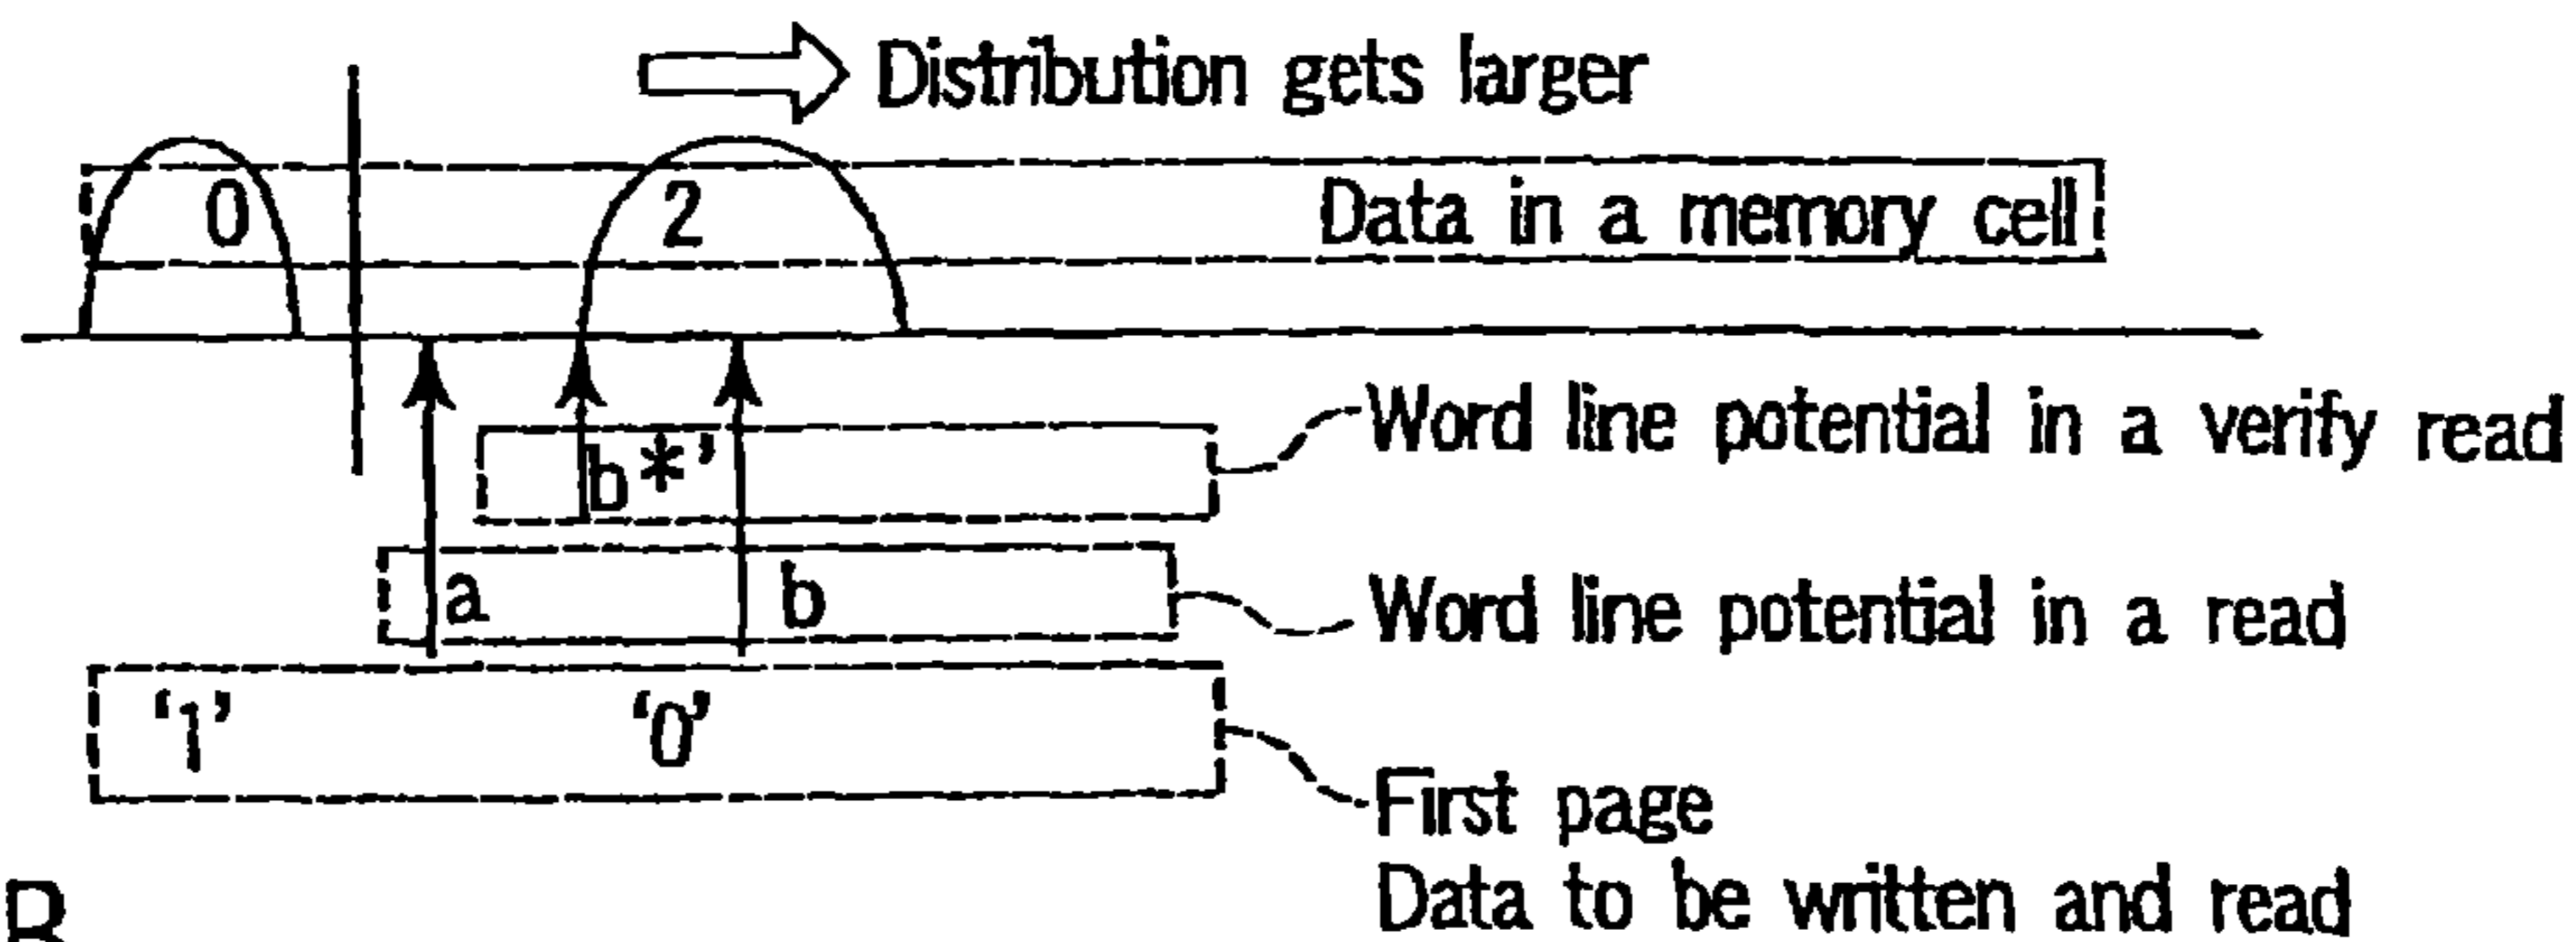 Distribution gets larger
0 2 Data in a memory cell
b*’ Word line potential in a verify read
a b Word line potential in a read
‘1’ ‘0’
First page
Data to be written and read